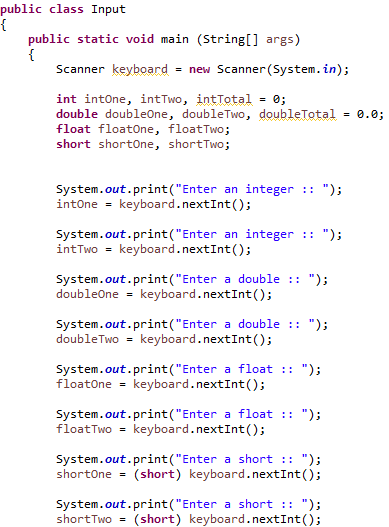 public class Input
{
public static void main (String[] args)
{
Scanner keyboard = new Scanner(System.in);
int intOne, intTwo, intTotal = 0;
double doubleOne, doubleTwo, doubleTotal = 0.0;
float floatOne, floatTwo;
short shortOne, shortTwo;
System.out.print("Enter an integer :: ");
intOne = keyboard.nextInt();
System.out.print("Enter an integer :: ");
intTwo = keyboard.nextInt();
System.out.print("Enter a double :: ");
doubleOne = keyboard.nextInt();
System.out.print("Enter a double :: ");
doubleTwo = keyboard.nextInt();
System.out.print("Enter a float :: ");
floatOne = keyboard.nextInt();
System.out.print("Enter a float :: ");
floatTwo = keyboard.nextInt();
System.out.print("Enter a short :: ");
shortOne = (short) keyboard.nextInt();
System.out.print("Enter a short :: ");
shortTwo = (short) keyboard.nextInt();